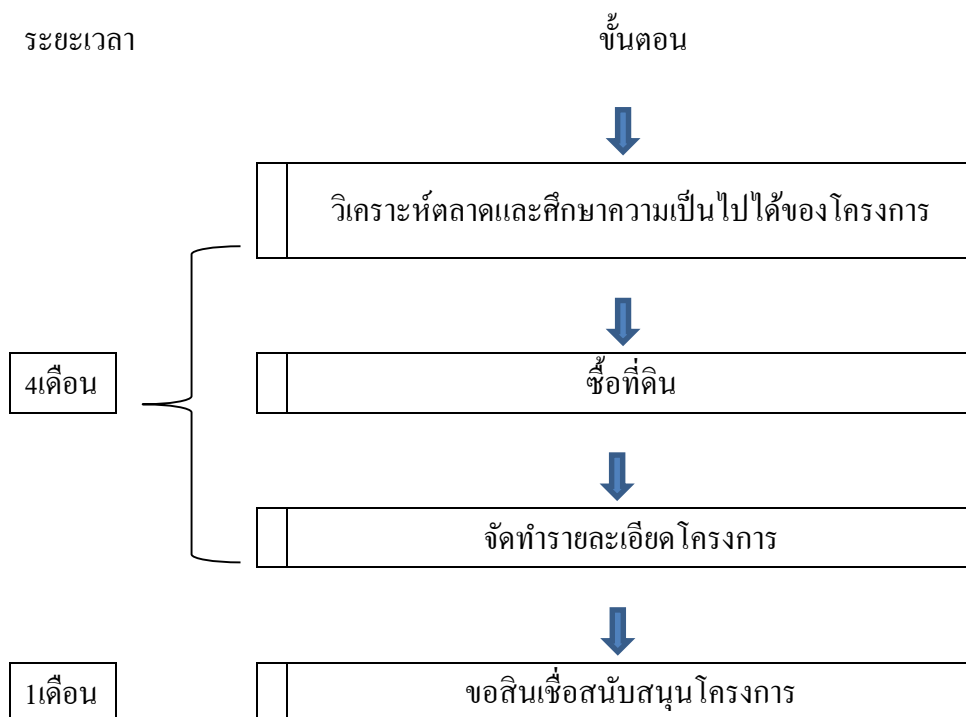 ระยะเวลา ขั้นตอน
วิเคราะห์ตลาดและศึกษาความเป็นไปได้ของโครงการ
4เดือน ซื้อที่ดิน
จัดทำรายละเอียดโครงการ
1เดือน ขอสินเชื่อสนับสนุนโครงการ